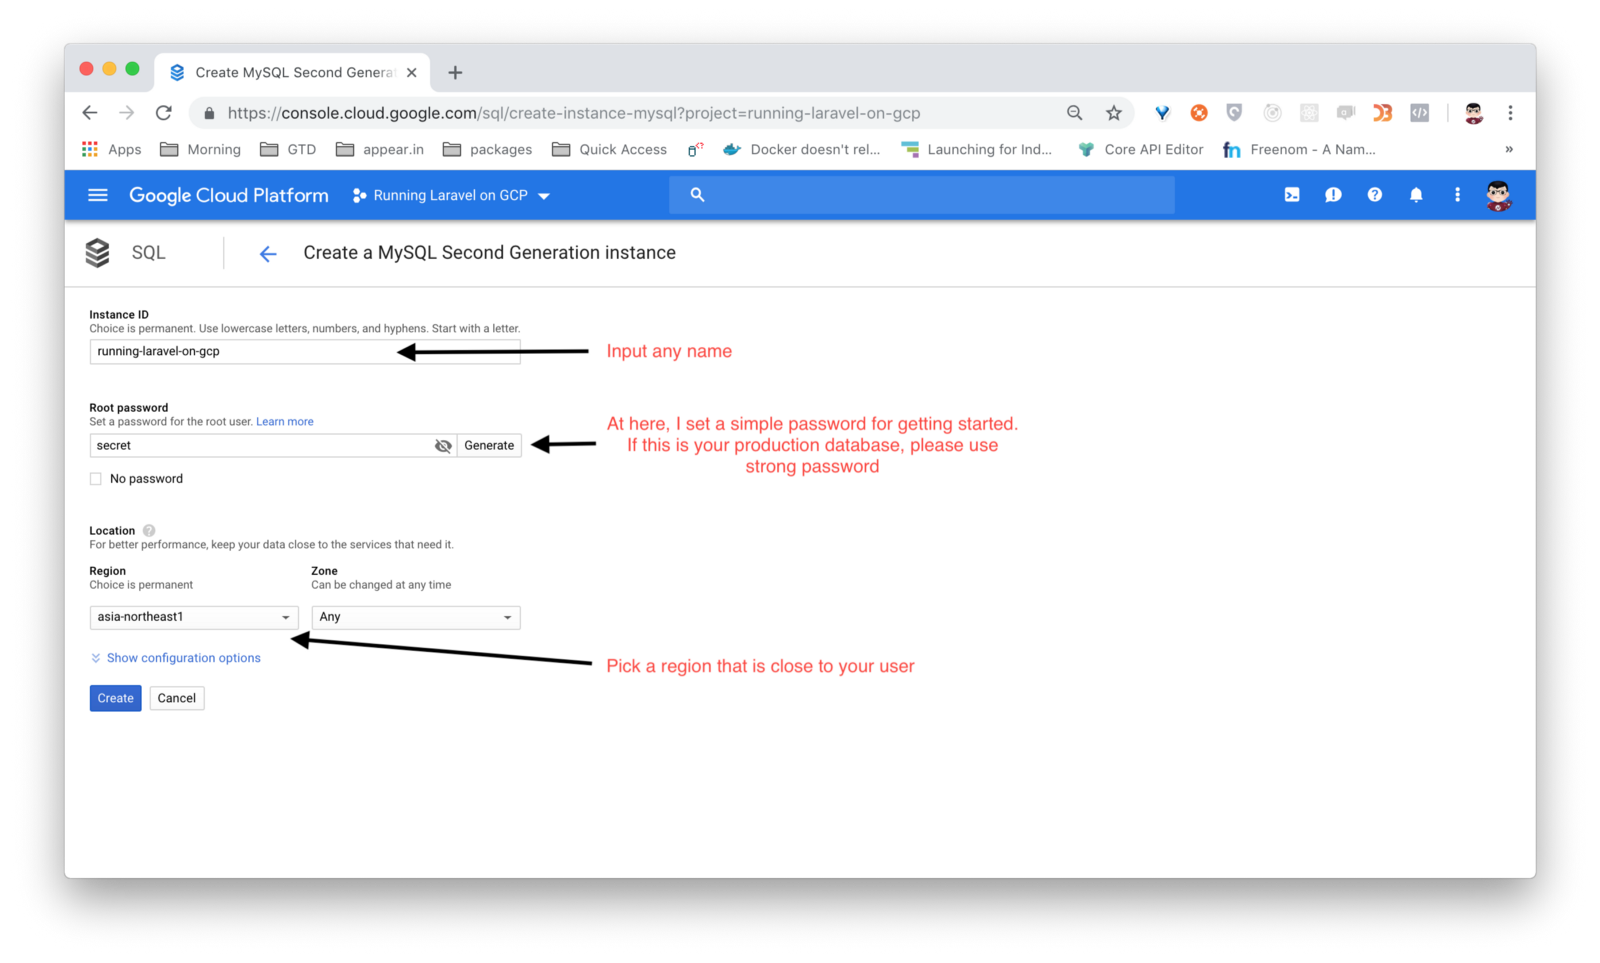 Create MySQL Second Genera
https://console.cloud.google.com/sql/create-instance-mysql?project=running-laravel-on-gcp
Apps Morning GTD appear.in packages Quick Access Docker doesn't rel... Launching for Ind... Core API Editor fn Freenom - A Nam... »
Google Cloud Platform Running Laravel on GCP
SQL Create a MySQL Second Generation instance
Instance ID
Choice is permanent. Use lowercase letters, numbers, and hyphens. Start with a letter.
running-laravel-on-gcp
Input any name
Root password
Set a password for the root user. Learn more
secret Generate
At here, I set a simple password for getting started.
If this is your production database, please use
strong password
No password
Location ?
For better performance, keep your data close to the services that need it.
Region Zone
Choice is permanent Can be changed at any time
asia-northeast1 Any
Show configuration options
Pick a region that is close to your user
Create Cancel